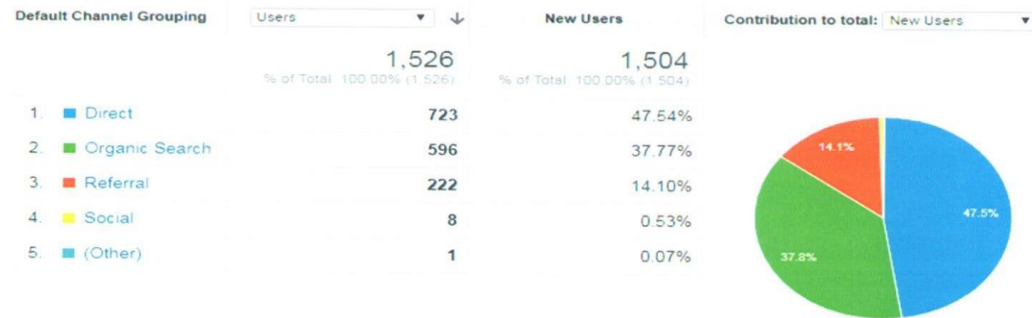 Default Channel Grouping Users New Users Contribution to total: New Users
1,526 1,504
% of Total: 100.00% (1,526) % of Total: 100.00% (1,504)
1. Direct 723 47.54%
2. Organic Search 596 37.77%
3. Referral 222 14.10%
4. Social 8 0.53%
5. (Other) 1 0.07%
14.1%
47.5%
37.8%